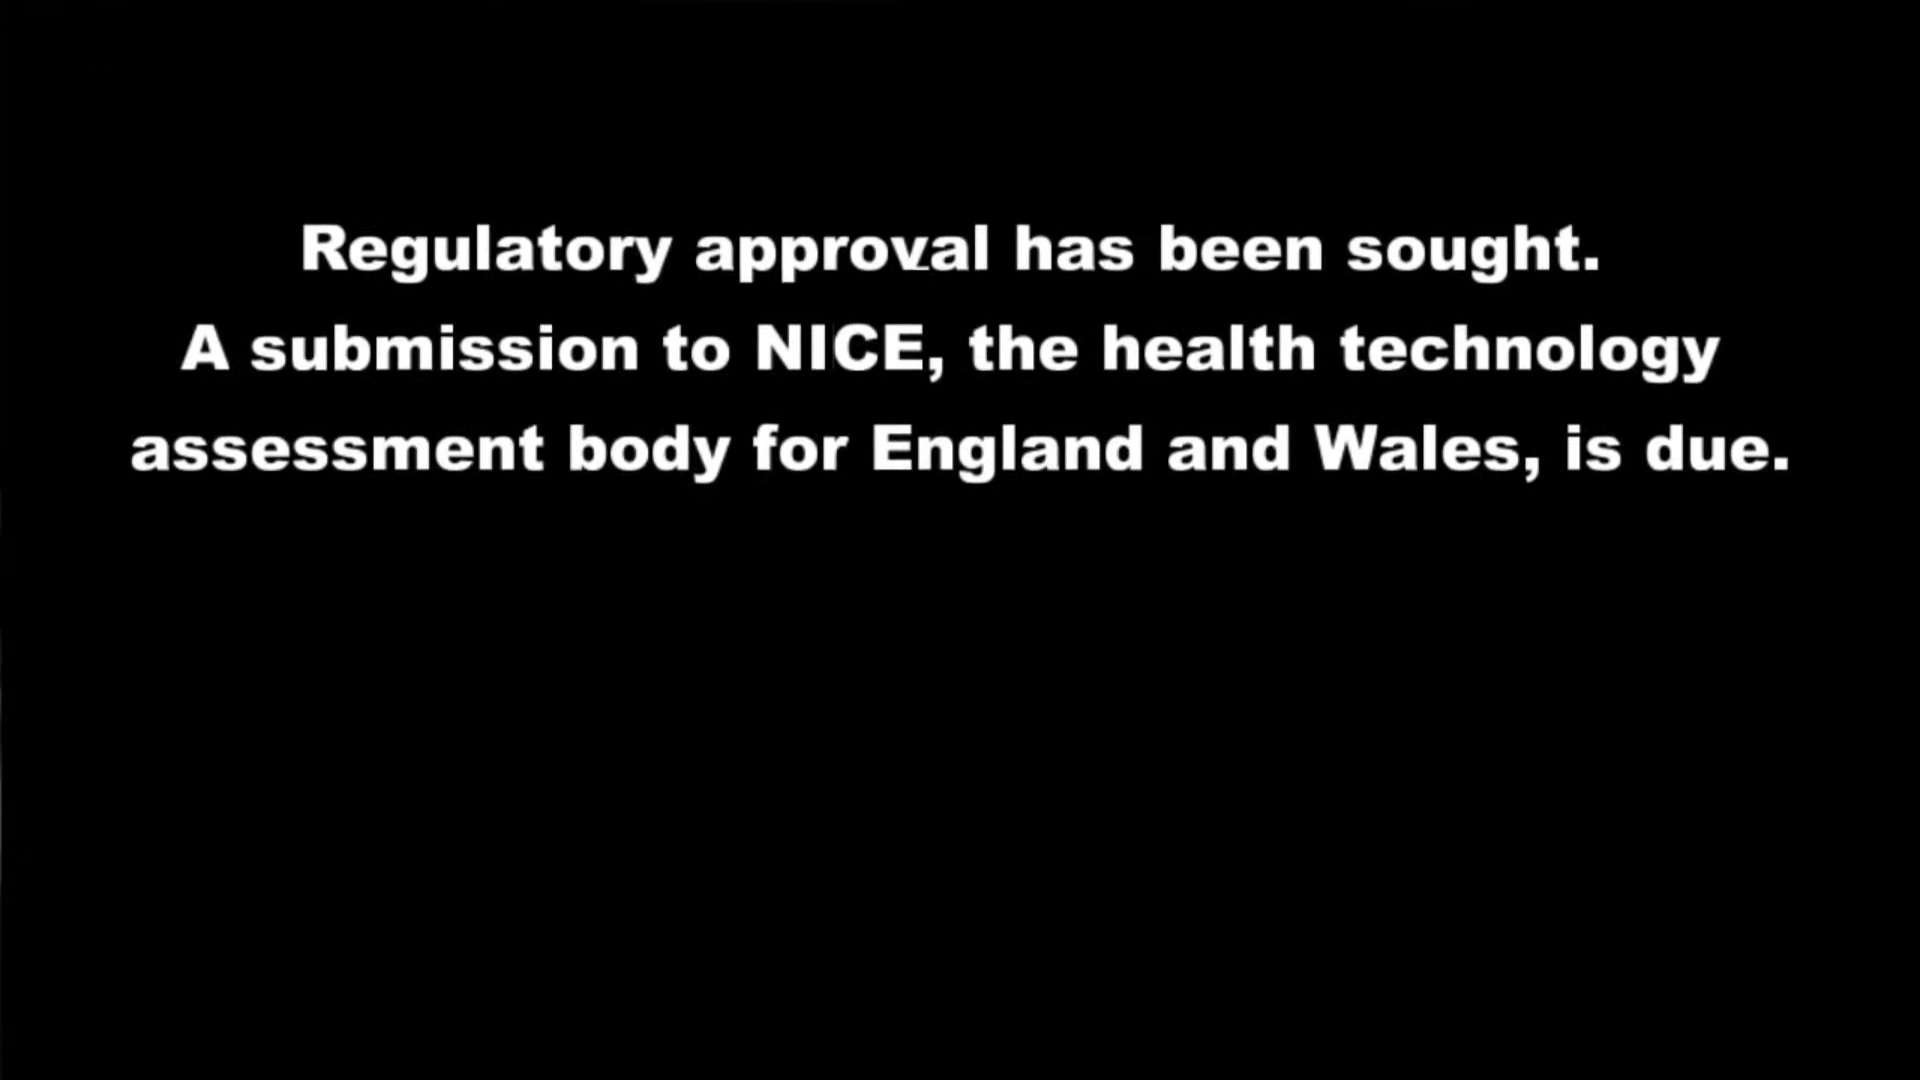 Regulatory approval has been sought.
A submission to NICE, the health technology
assessment body for England and Wales, is due.